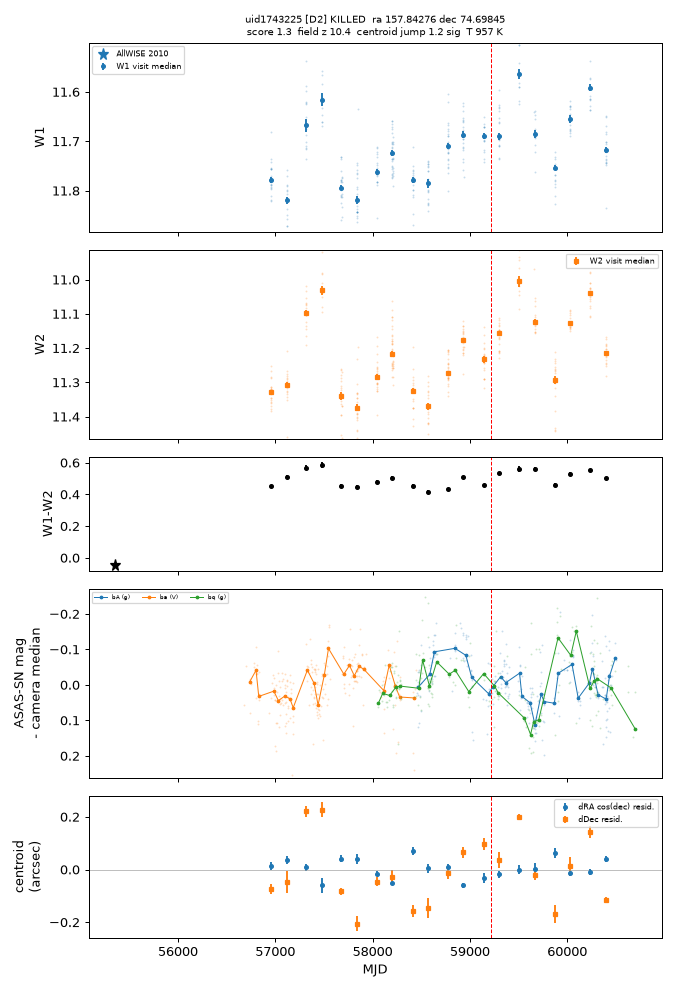 uid1743225 [D2] KILLED  ra 157.84276 dec 74.69845
score 1.3  field z 10.4  centroid jump 1.2 sig  T 957 K
AllWISE 2010
W1 visit median
W1
11.6
11.7
11.8
W2 visit median
W2
11.0
11.1
11.2
11.3
11.4
W1-W2
0.6
0.4
0.2
0.0
bA (g)
ba (V)
bq (g)
ASAS-SN mag
- camera median
−0.2
−0.1
0.0
0.1
0.2
dRA cos(dec) resid.
dDec resid.
centroid
(arcsec)
0.2
0.0
−0.2
56000
57000
58000
59000
60000
MJD